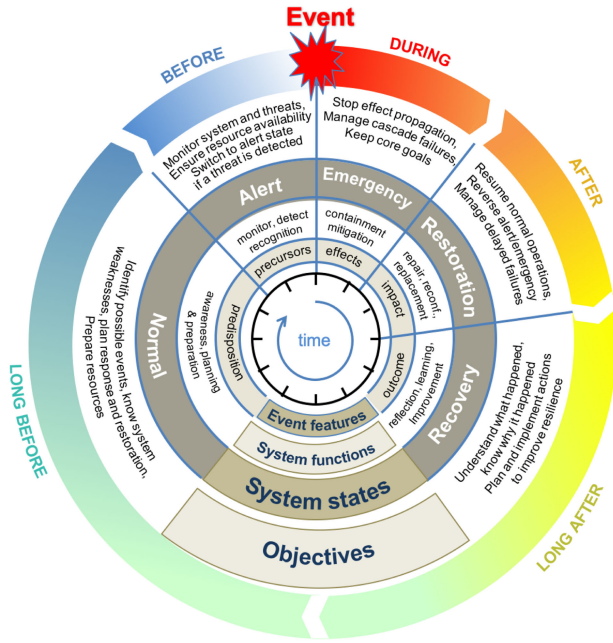 Event
BEFORE
DURING
AFTER
LONG AFTER
LONG BEFORE
Monitor system and threats,
Ensure resource availability
Switch to alert state
if a threat is detected
Stop effect propagation,
Manage cascade failures,
Keep core goals
Resume normal operations,
Reverse alert/emergency
Manage delayed failures
Understand what happened,
know why it happened
Plan and implement actions
to improve resilience
Identify possible events, know system
weaknesses, plan response and restoration,
Prepare resources
Alert
Emergency
Restoration
Recovery
Normal
monitor, detect
recognition
containment
mitigation
repair, reconf.,
replacement
reflection, learning,
Improvement
awareness, planning
& preparation
precursors
effects
impact
outcome
predisposition
time
Event features
System functions
System states
Objectives